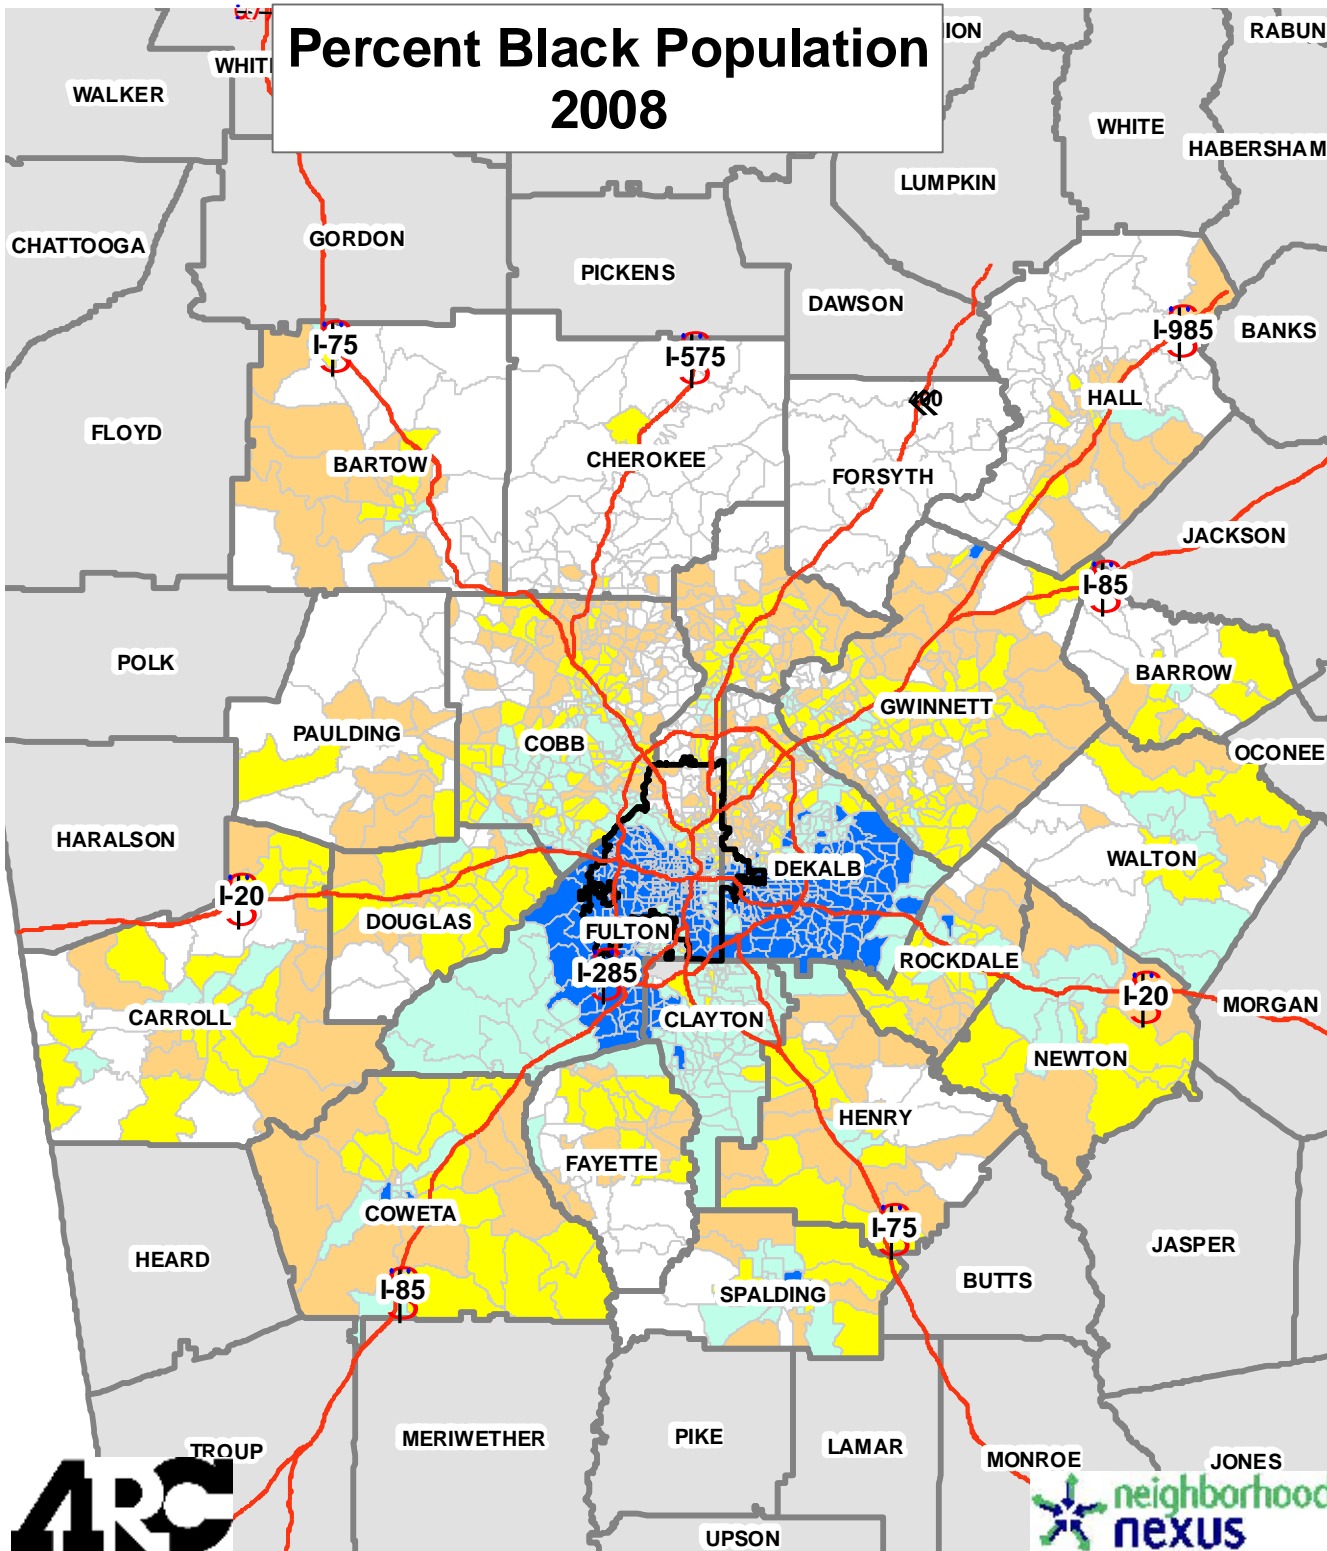 Percent Black Population
2008
ION
RABUN
WHITE
HABERSHAM
WALKER
LUMPKIN
CHATTOOGA
GORDON
PICKENS
DAWSON
I-75
I-575
I-985
BANKS
400
HALL
FLOYD
BARTOW
CHEROKEE
FORSYTH
JACKSON
I-85
POLK
BARROW
PAULDING
COBB
GWINNETT
OCONEE
HARALSON
DEKALB
WALTON
I-20
DOUGLAS
FULTON
ROCKDALE
I-285
I-20
CARROLL
CLAYTON
MORGAN
NEWTON
HENRY
FAYETTE
COWETA
I-75
HEARD
JASPER
I-85
SPALDING
BUTTS
TROUP
MERIWETHER
PIKE
LAMAR
MONROE
JONES
ARC
neighborhood
nexus
UPSON